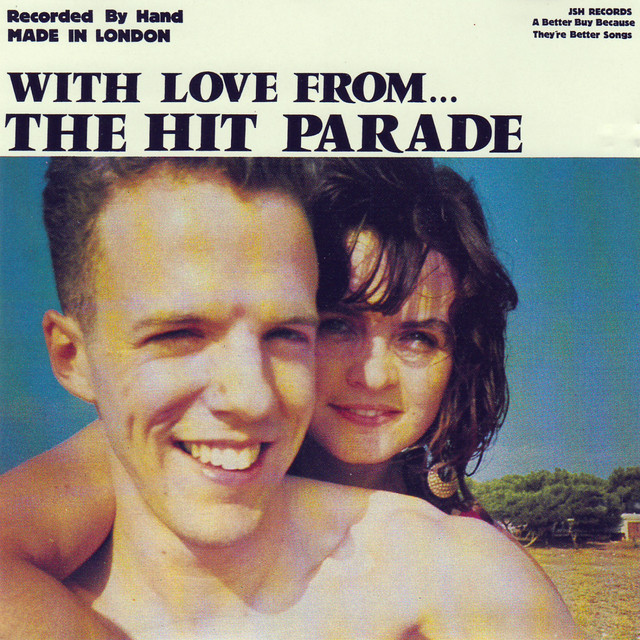 Recorded By Hand
MADE IN LONDON
JSH RECORDS
A Better Buy Because
They're Better Songs
WITH LOVE FROM...
THE HIT PARADE